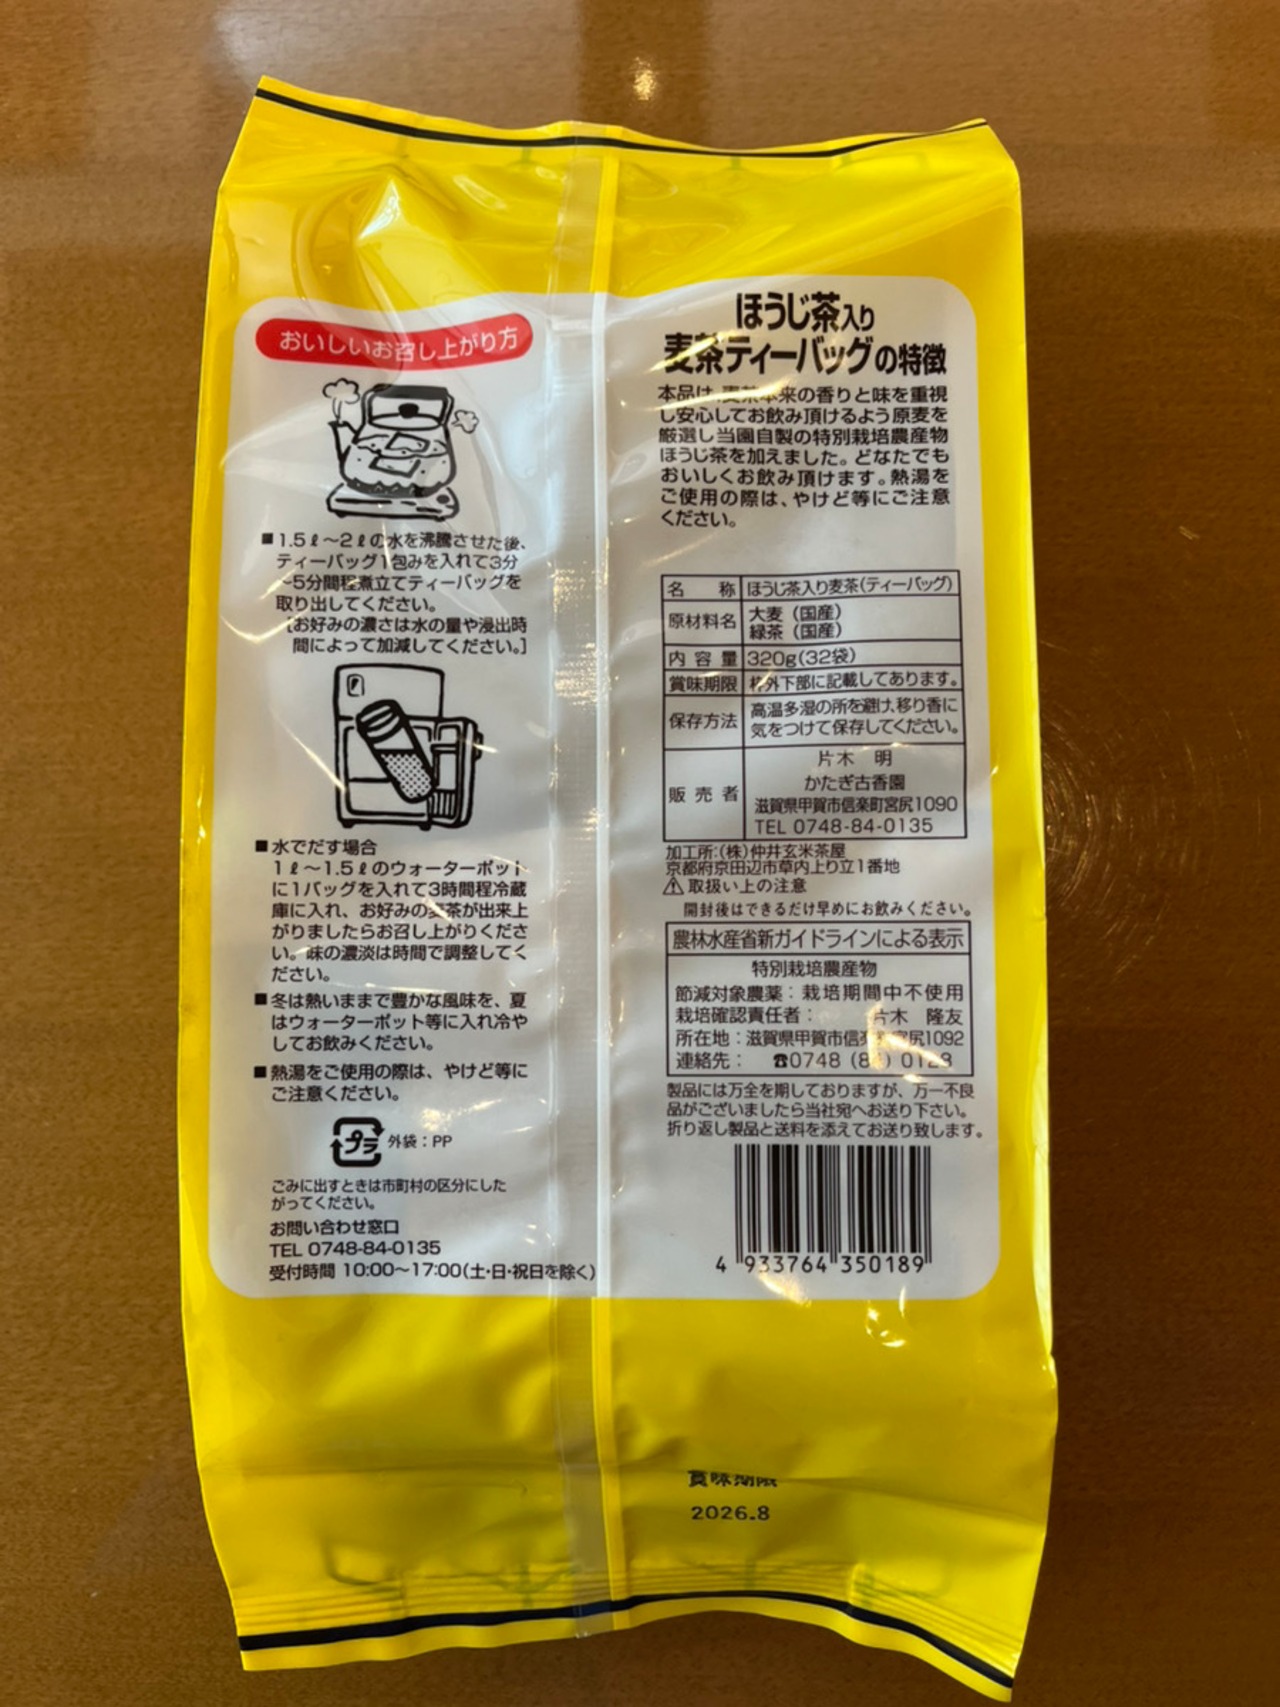 おいしいお召し上がり方
■1.5ℓ～2ℓの水を沸騰させた後、
ティーバッグ1包みを入れて3分
～5分間程煮立てティーバッグを
取り出してください。
[お好みの濃さは水の量や浸出時
間によって加減してください。]
■水でだす場合
1ℓ～1.5ℓのウォーターポット
に1バッグを入れて3時間程冷蔵
庫に入れ、お好みの麦茶が出来上
がりましたらお召し上がりくださ
い。味の濃淡は時間で調整してく
ださい。
■冬は熱いままで豊かな風味を、夏
はウォーターポット等に入れ冷や
してお飲みください。
■熱湯をご使用の際は、やけど等に
ご注意ください。
プラ 外袋：PP
ごみに出すときは市町村の区分にした
がってください。
お問い合わせ窓口
TEL 0748-84-0135
受付時間 10:00～17:00(土・日・祝日を除く)
ほうじ茶入り
麦茶ティーバッグの特徴
本品は、麦茶本来の香りと味を重視
し安心してお飲み頂けるよう原麦を
厳選し当園自製の特別栽培農産物
ほうじ茶を加えました。どなたでも
おいしくお飲み頂けます。熱湯を
ご使用の際は、やけど等にご注意
ください。
名称 ほうじ茶入り麦茶(ティーバッグ)
原材料名 大麦（国産）
緑茶（国産）
内容量 320g(32袋)
賞味期限 枠外下部に記載してあります。
保存方法 高温多湿の所を避け、移り香に
気をつけて保存してください。
販売者 片木 明
かたぎ古香園
滋賀県甲賀市信楽町宮尻1090
TEL 0748-84-0135
加工所：(株)仲井玄米茶屋
京都府京田辺市草内上り立1番地
⚠取扱い上の注意
開封後はできるだけ早めにお飲みください。
農林水産省新ガイドラインによる表示
特別栽培農産物
節減対象農薬：栽培期間中不使用
栽培確認責任者： 片木 隆友
所在地：滋賀県甲賀市信楽町宮尻1092
連絡先： ☎0748 (84) 0123
製品には万全を期しておりますが、万一不良
品がございましたら当社宛へお送り下さい。
折り返し製品と送料を添えてお送り致します。
4 933764 350189
賞味期限
2026.8